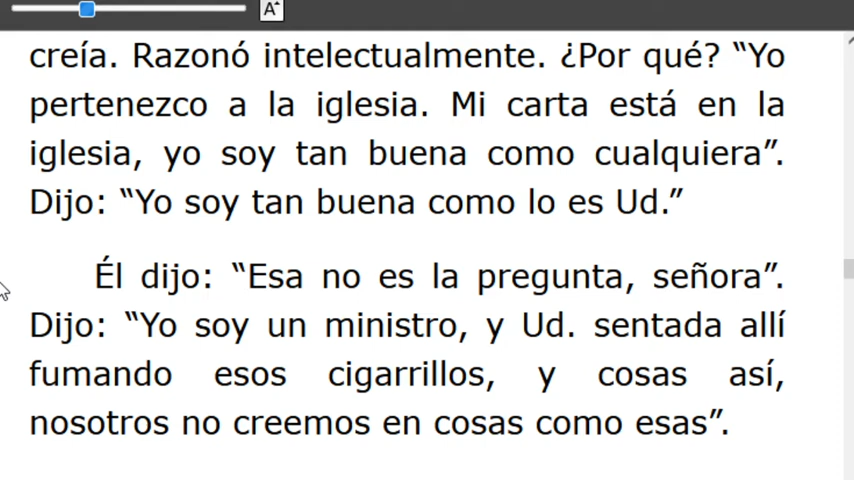 A
creía. Razonó intelectualmente. ¿Por qué? “Yo
pertenezco a la iglesia. Mi carta está en la
iglesia, yo soy tan buena como cualquiera”.
Dijo: “Yo soy tan buena como lo es Ud.”
Él dijo: “Esa no es la pregunta, señora”.
Dijo: “Yo soy un ministro, y Ud. sentada allí
fumando esos cigarrillos, y cosas así,
nosotros no creemos en cosas como esas”.